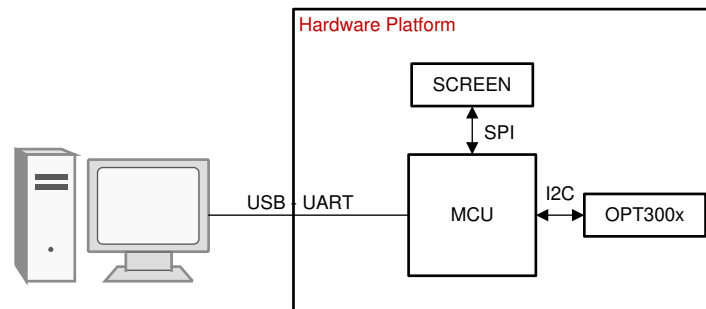 Hardware Platform
SCREEN
SPI
USB - UART
MCU
I2C
OPT300x